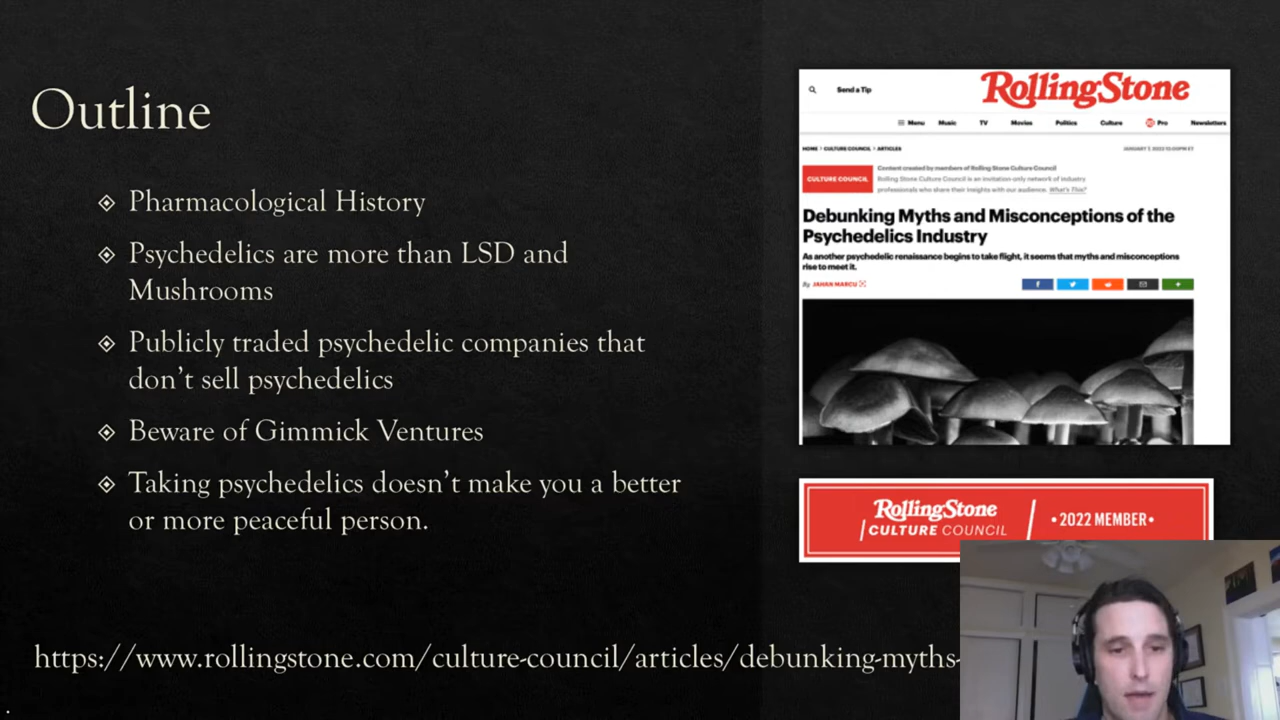 Outline
Pharmacological History
Psychedelics are more than LSD and
Mushrooms
Publicly traded psychedelic companies that
don’t sell psychedelics
Beware of Gimmick Ventures
Taking psychedelics doesn’t make you a better
or more peaceful person.
https://www.rollingstone.com/culture-council/articles/debunking-myths-
.
RollingStone
Send a Tip
Menu Music TV Movies Politics Culture Pro Newsletters
HOME > CULTURE COUNCIL > ARTICLES
JANUARY 7, 2022 12:00PM ET
CULTURE COUNCIL
Content created by members of Rolling Stone Culture Council
Rolling Stone Culture Council is an invitation-only network of industry
professionals who share their insights with our audience. What's This?
Debunking Myths and Misconceptions of the
Psychedelics Industry
As another psychedelic renaissance begins to take flight, it seems that myths and misconceptions
rise to meet it.
By JAHAN MARCU
RollingStone
CULTURE COUNCIL
•2022 MEMBER•